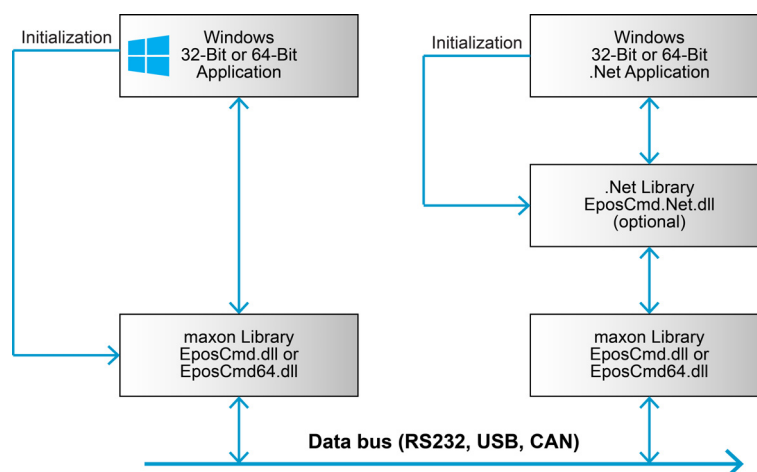 Initialization
Windows
32-Bit or 64-Bit
Application
Initialization
Windows
32-Bit or 64-Bit
.Net Application
.Net Library
EposCmd.Net.dll
(optional)
maxon Library
EposCmd.dll or
EposCmd64.dll
maxon Library
EposCmd.dll or
EposCmd64.dll
Data bus (RS232, USB, CAN)